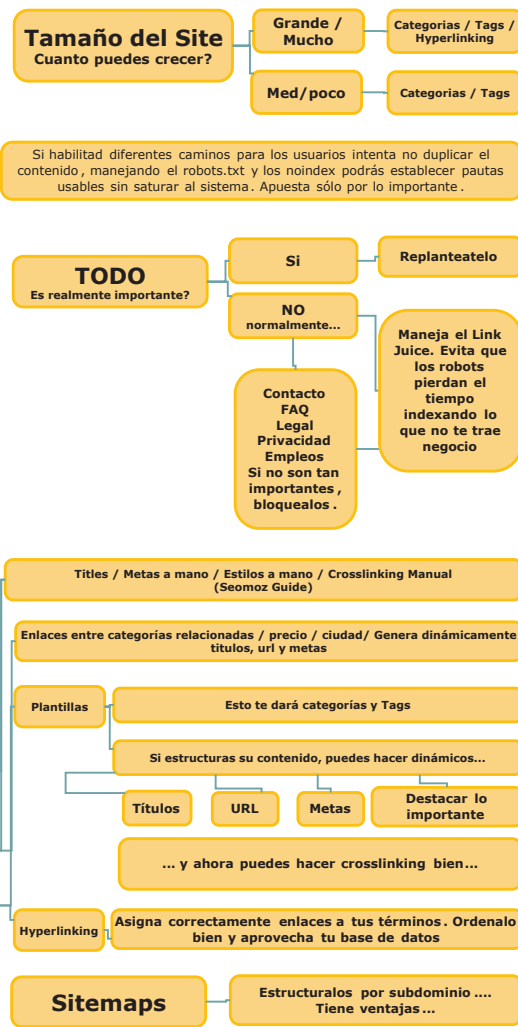 Tamaño del Site
Cuanto puedes crecer?
Grande /
Mucho
Categorias / Tags /
Hyperlinking
Med/poco
Categorias / Tags
Si habilitad diferentes caminos para los usuarios intenta no duplicar el
contenido, manejando el robots.txt y los noindex podrás establecer pautas
usables sin saturar al sistema. Apuesta sólo por lo importante.
TODO
Es realmente importante?
Si
Replanteatelo
NO
normalmente...
Maneja el Link
Juice. Evita que
los robots
pierdan el
tiempo
indexando lo
que no te trae
negocio
Contacto
FAQ
Legal
Privacidad
Empleos
Si no son tan
importantes,
bloquealos.
Titles / Metas a mano / Estilos a mano / Crosslinking Manual
(Seomoz Guide)
Enlaces entre categorías relacionadas / precio / ciudad/ Genera dinámicamente
titulos, url y metas
Plantillas
Esto te dará categorías y Tags
Si estructuras su contenido, puedes hacer dinámicos...
Títulos
URL
Metas
Destacar lo
importante
... y ahora puedes hacer crosslinking bien...
Hyperlinking
Asigna correctamente enlaces a tus términos. Ordenalo
bien y aprovecha tu base de datos
Sitemaps
Estructuralos por subdominio ....
Tiene ventajas ...